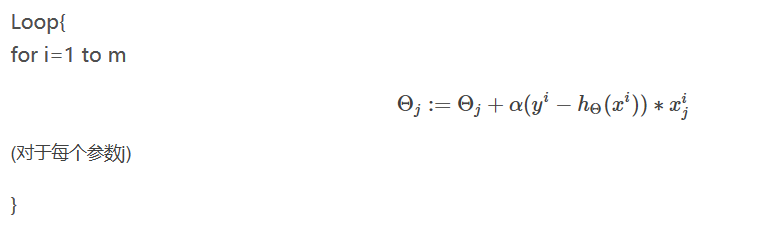 Loop{
for i=1 to m
Θ_j := Θ_j + α(y^i − h_Θ(x^i)) ∗ x_j^i
(对于每个参数j)
}